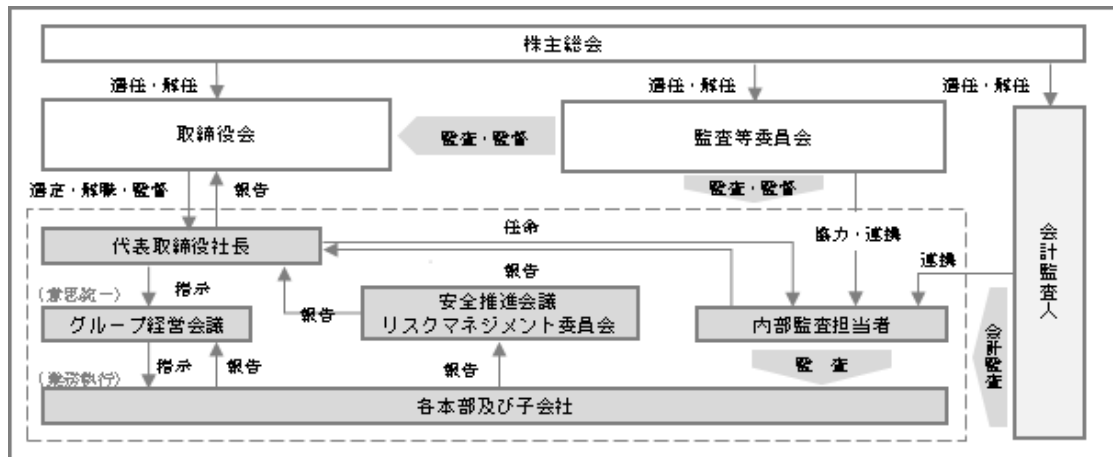 株主総会
選任・解任
選任・解任
選任・解任
取締役会
監査・監督
監査等委員会
選定・解職・監督
報告
監査・監督
代表取締役社長
任命
協力・連携
連携
会計監査人
報告
(意思統一)
指示
グループ経営会議
報告
安全推進会議
リスクマネジメント委員会
内部監査担当者
会計監査
(業務執行)
指示
報告
報告
監　査
各本部及び子会社